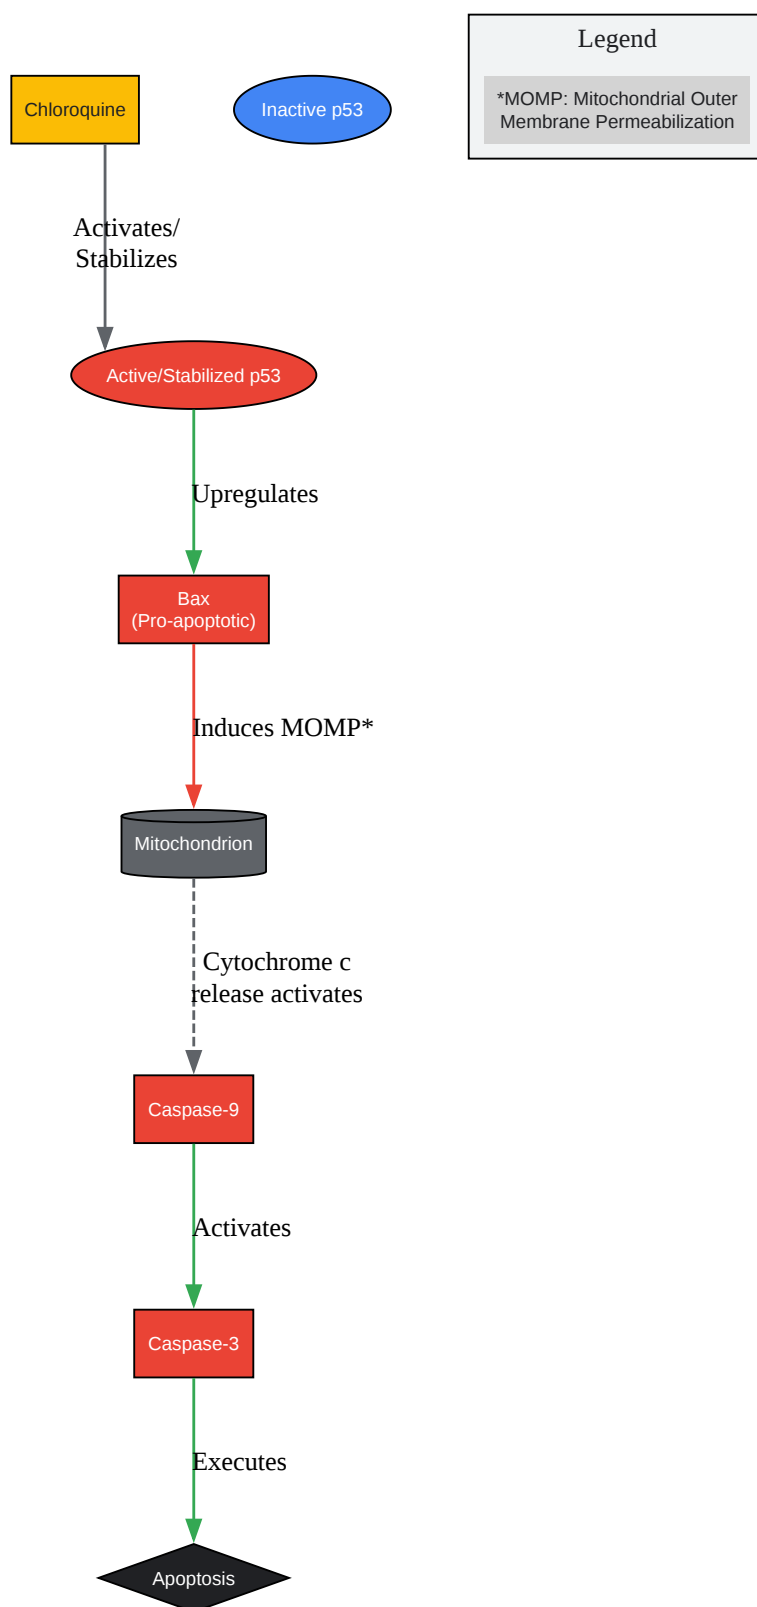 Legend
*MOMP: Mitochondrial Outer
Membrane Permeabilization
Chloroquine
Inactive p53
Activates/
Stabilizes
Active/Stabilized p53
Upregulates
Bax
(Pro-apoptotic)
Induces MOMP*
Mitochondrion
Cytochrome c
release activates
Caspase-9
Activates
Caspase-3
Executes
Apoptosis